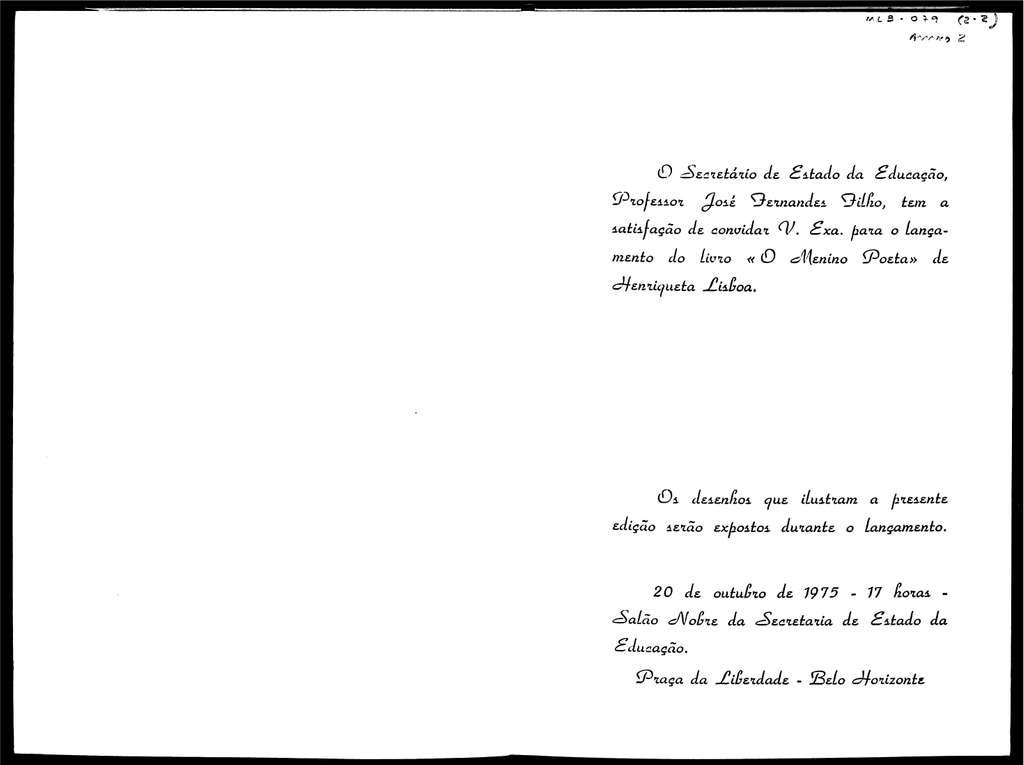 MLB - 079 (2-2)
Anexo 2
O Secretário de Estado da Educação,
Professor José Fernandes Filho, tem a
satisfação de convidar V. Exa. para o lança-
mento do livro «O Menino Poeta» de
Henriqueta Lisboa.
Os desenhos que ilustram a presente
edição serão expostos durante o lançamento.
20 de outubro de 1975 - 17 horas -
Salão Nobre da Secretaria de Estado da
Educação.
Praça da Liberdade - Belo Horizonte